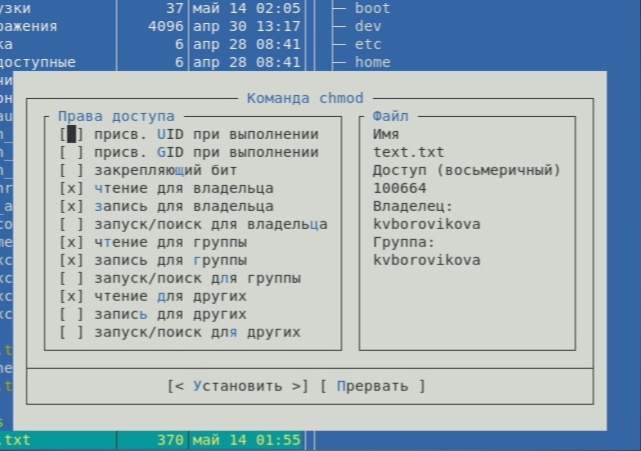 37 май 14 02:05 ├─ boot
4096 апр 30 13:17 ├─ dev
6 апр 28 08:41 ├─ etc
доступные 6 апр 28 08:41 ├─ home
Команда chmod
Права доступа
[ ] присв. UID при выполнении
[ ] присв. GID при выполнении
[ ] закрепляющий бит
[x] чтение для владельца
[x] запись для владельца
[ ] запуск/поиск для владельца
[x] чтение для группы
[x] запись для группы
[ ] запуск/поиск для группы
[x] чтение для других
[ ] запись для других
[ ] запуск/поиск для других
Файл
Имя
text.txt
Доступ (восьмеричный)
100664
Владелец:
kvborovikova
Группа:
kvborovikova
[< Установить >] [ Прервать ]
.txt 370 май 14 01:55